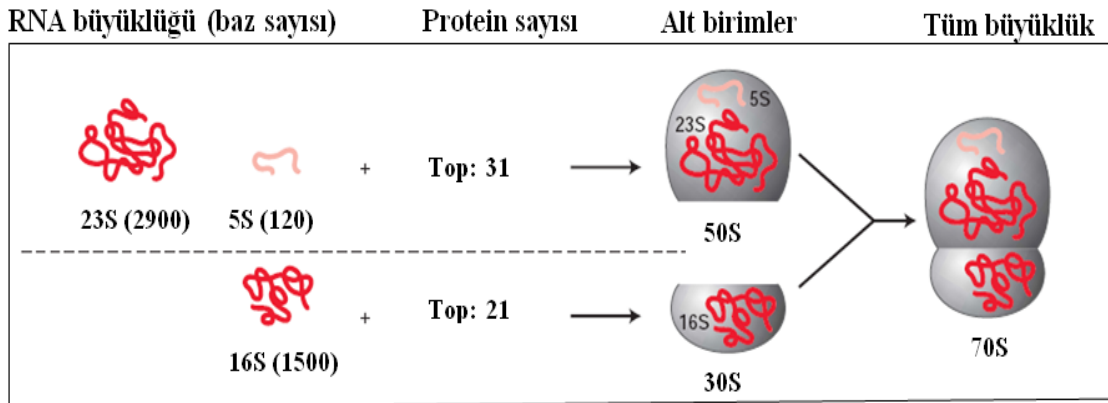 RNA büyüklüğü (baz sayısı) Protein sayısı Alt birimler Tüm büyüklük
5S
23S
+ Top: 31
23S (2900) 5S (120)
50S
+ Top: 21
16S
16S (1500)
30S
70S